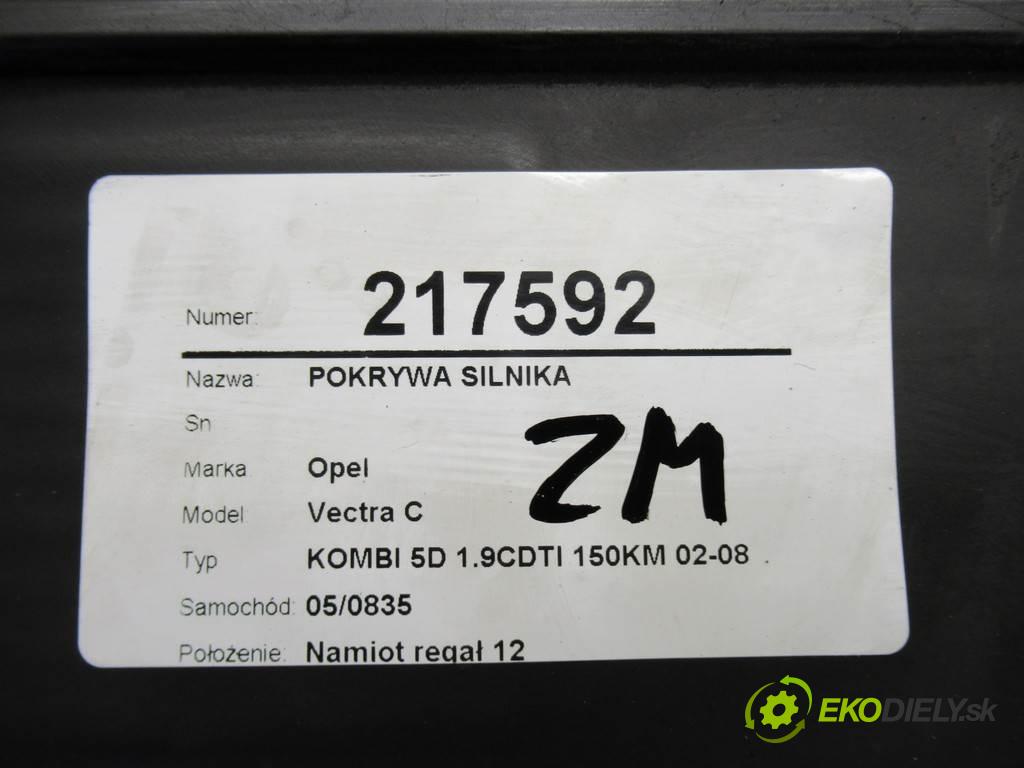 Numer: 217592
Nazwa: POKRYWA SILNIKA
Sn
ZM
Marka Opel
Model Vectra C
Typ KOMBI 5D 1.9CDTI 150KM 02-08
Samochód: 05/0835
Położenie: Namiot regał 12
EKODIELY.sk